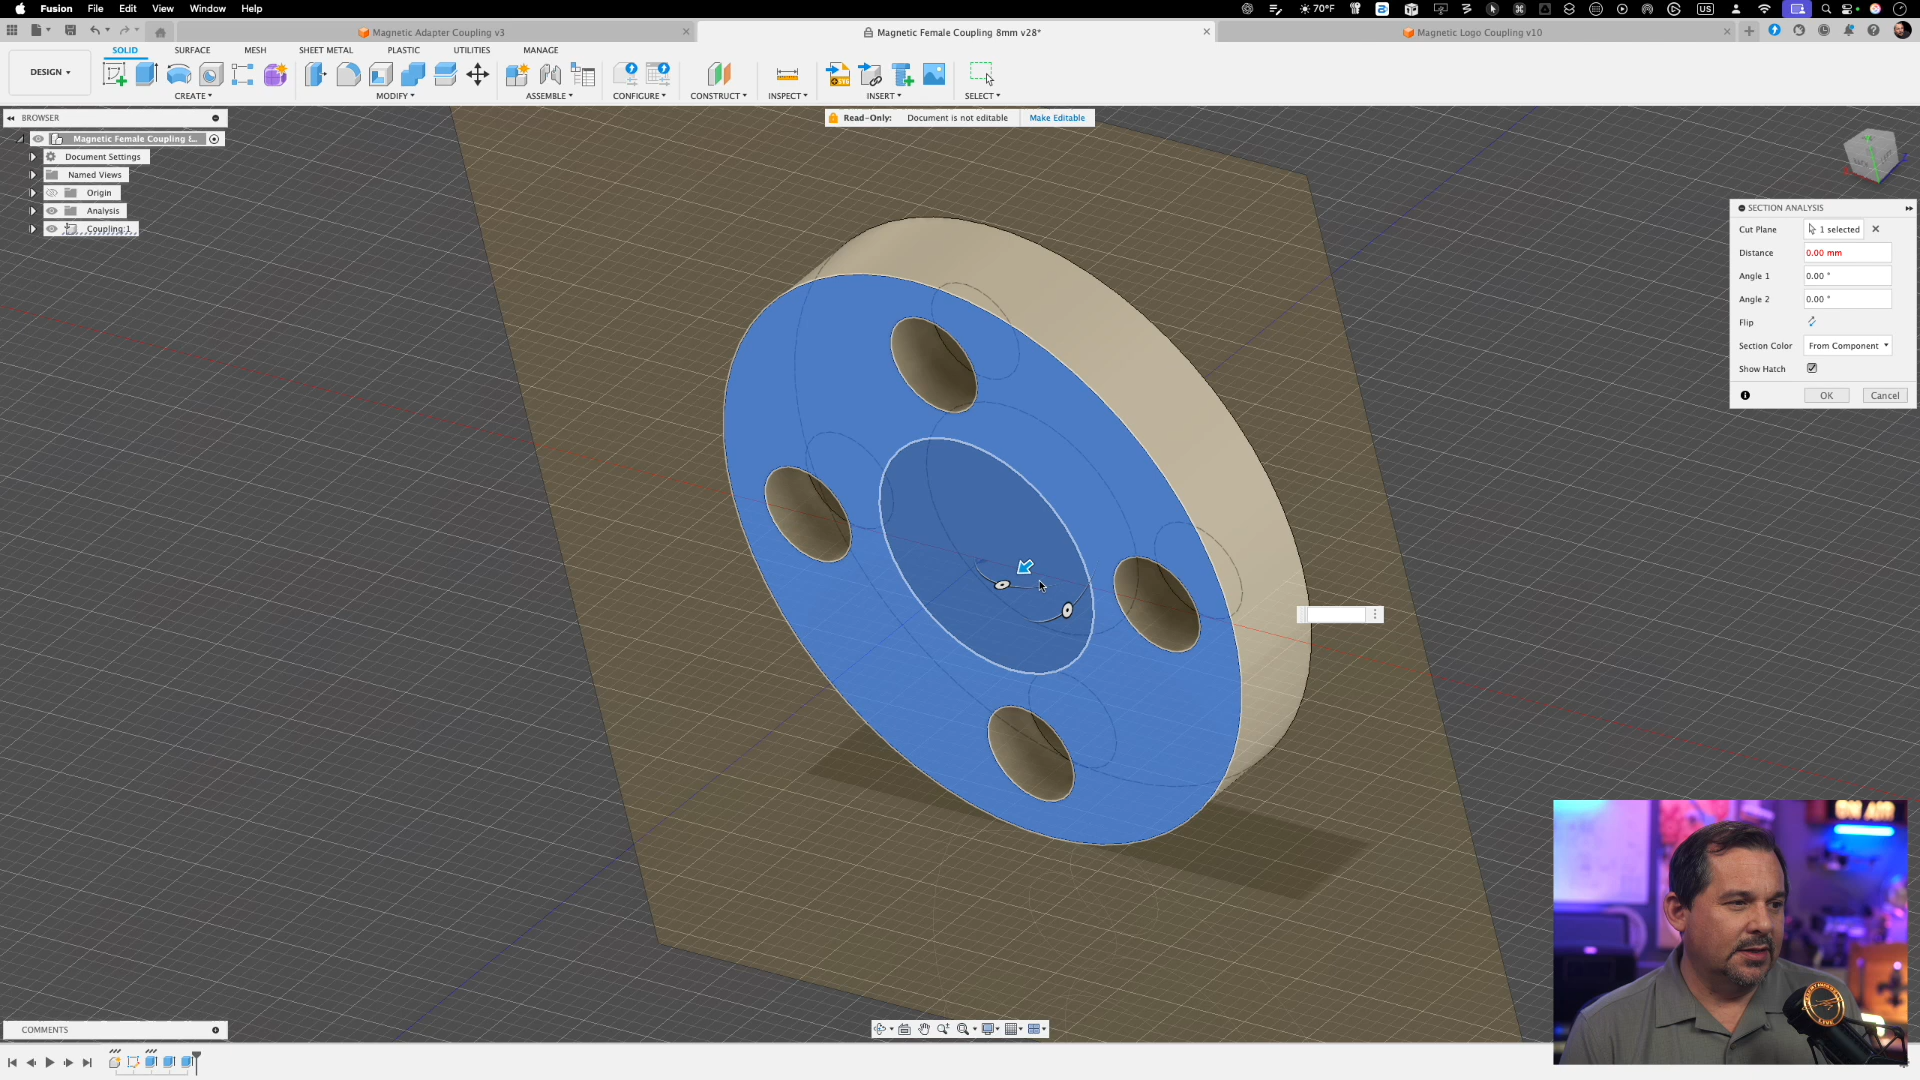 Fusion File Edit View Window Help
70°F
US
Magnetic Adapter Coupling v3
Magnetic Female Coupling 8mm v28*
Magnetic Logo Coupling v10
DESIGN
SOLID SURFACE MESH SHEET METAL PLASTIC UTILITIES MANAGE
CREATE MODIFY ASSEMBLE CONFIGURE CONSTRUCT INSPECT INSERT SELECT
BROWSER
Read-Only: Document is not editable Make Editable
Magnetic Female Coupling 8...
Document Settings
Named Views
Origin
Analysis
Coupling:1
SECTION ANALYSIS
Cut Plane 1 selected
Distance 0.00 mm
Angle 1 0.00 °
Angle 2 0.00 °
Flip
Section Color From Component
Show Hatch
OK Cancel
ON AIR
COMMENTS